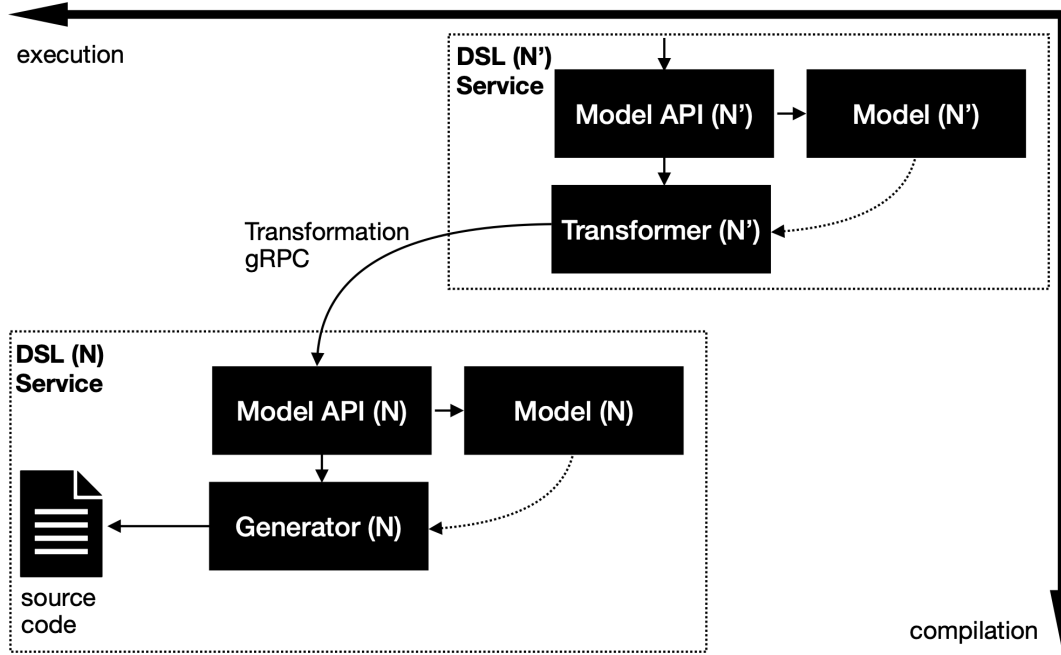 execution
DSL (N’)
Service
Model API (N’)
Model (N’)
Transformer (N’)
Transformation
gRPC
DSL (N)
Service
Model API (N)
Model (N)
Generator (N)
source
code
compilation